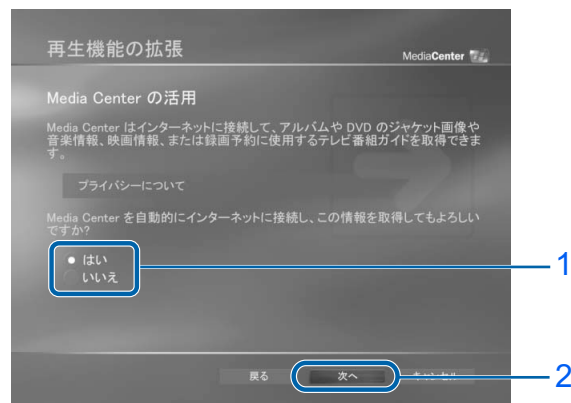 再生機能の拡張
MediaCenter
Media Center の活用
Media Center はインターネットに接続して、アルバムや DVD のジャケット画像や
音楽情報、映画情報、または録画予約に使用するテレビ番組ガイドを取得できま
す。
プライバシーについて
Media Center を自動的にインターネットに接続し、この情報を取得してもよろしい
ですか?
はい
いいえ
1
戻る 次へ キャンセル 2